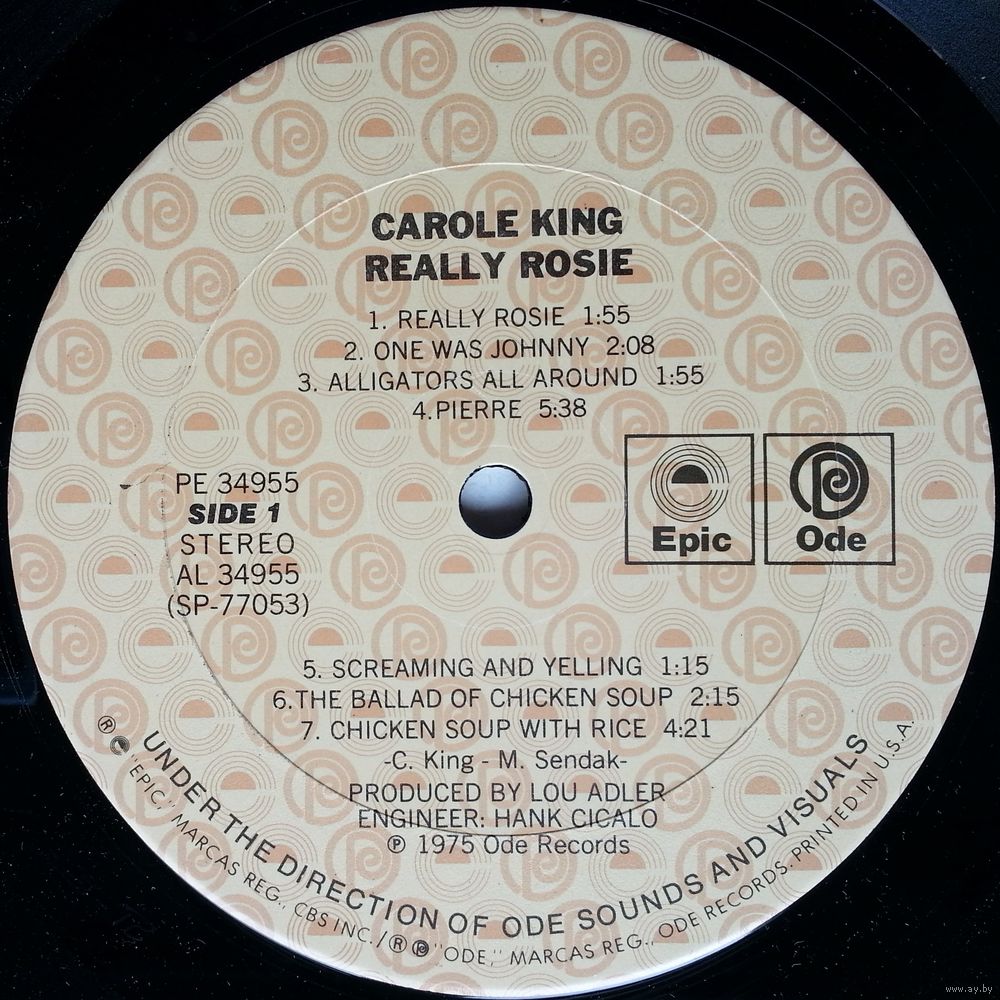 CAROLE KING
REALLY ROSIE
1. REALLY ROSIE 1:55
2. ONE WAS JOHNNY 2:08
3. ALLIGATORS ALL AROUND 1:55
4.PIERRE 5:38
PE 34955
SIDE 1
STEREO
AL 34955
(SP-77053)
Epic
Ode
5. SCREAMING AND YELLING 1:15
6.THE BALLAD OF CHICKEN SOUP 2:15
7. CHICKEN SOUP WITH RICE 4:21
-C. King - M. Sendak-
PRODUCED BY LOU ADLER
ENGINEER: HANK CICALO
℗ 1975 Ode Records
UNDER THE DIRECTION OF ODE SOUNDS AND VISUALS
® "EPIC," MARCAS REG., CBS INC./® "ODE," MARCAS REG., ODE RECORDS. PRINTED IN U.S.A.
www.ay.by